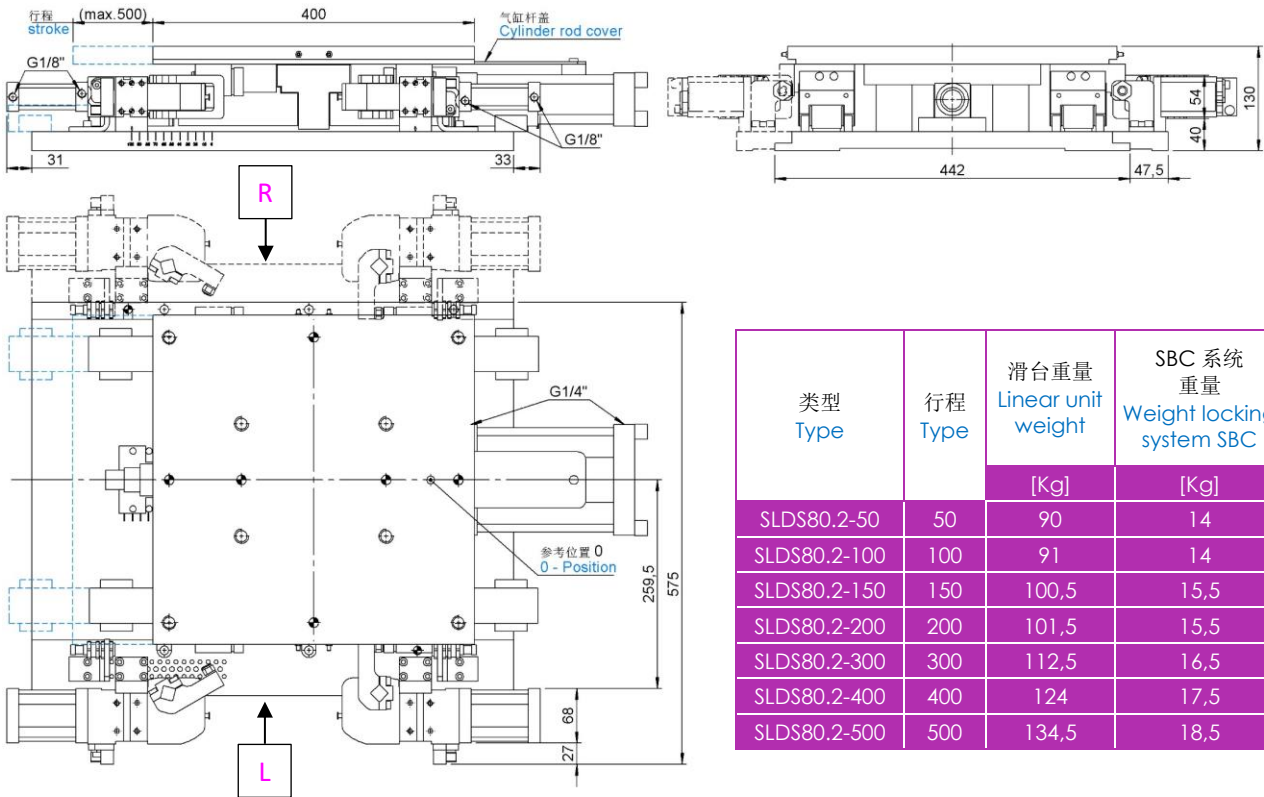 行程
stroke
(max.500)
400
气缸杆盖
Cylinder rod cover
G1/8"
G1/8"
31
33
54
130
40
442
47,5
R
G1/4"
参考位置 0
0 - Position
259,5
575
68
27
L
类型
Type
行程
Type
滑台重量
Linear unit
weight
SBC 系统
重量
Weight locking
system SBC
[Kg] [Kg]
SLDS80.2-50 50 90 14
SLDS80.2-100 100 91 14
SLDS80.2-150 150 100,5 15,5
SLDS80.2-200 200 101,5 15,5
SLDS80.2-300 300 112,5 16,5
SLDS80.2-400 400 124 17,5
SLDS80.2-500 500 134,5 18,5